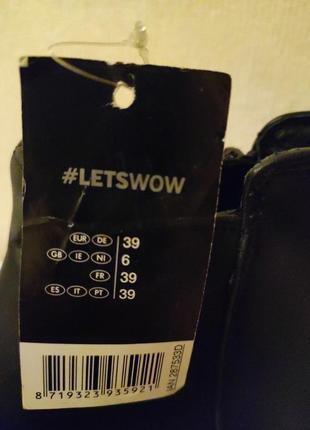 #LETSWOW
EUR DE 39
GB IE NI 6
FR 39
ES IT PT 39
8 719323 935921
IAN 287533D